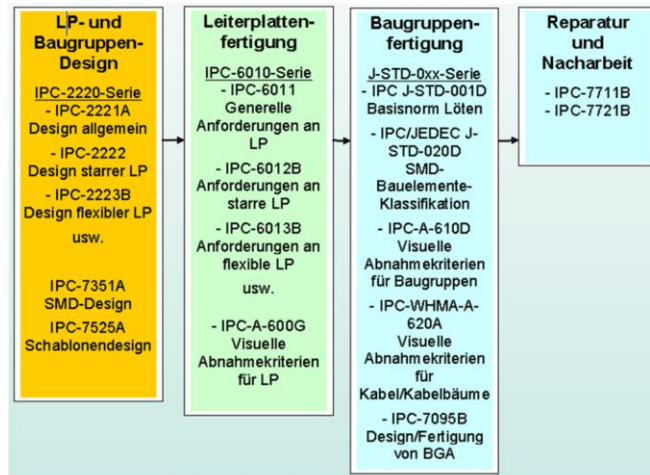 LP- und
Baugruppen-
Design
IPC-2220-Serie
- IPC-2221A
Design allgemein
- IPC-2222
Design starrer LP
- IPC-2223B
Design flexibler LP
usw.
IPC-7351A
SMD-Design
IPC-7525A
Schablonendesign
Leiterplatten-
fertigung
IPC-6010-Serie
- IPC-6011
Generelle
Anforderungen an
LP
- IPC-6012B
Anforderungen an
starre LP
- IPC-6013B
Anforderungen an
flexible LP
usw.
- IPC-A-600G
Visuelle
Abnahmekriterien
für LP
Baugruppen-
fertigung
J-STD-0xx-Serie
- IPC J-STD-001D
Basisnorm Löten
- IPC/JEDEC J-
STD-020D
SMD-
Bauelemente-
Klassifikation
- IPC-A-610D
Visuelle
Abnahmekriterien
für Baugruppen
- IPC-WHMA-A-
620A
Visuelle
Abnahmekriterien
für
Kabel/Kabelbäume
- IPC-7095B
Design/Fertigung
von BGA
Reparatur
und
Nacharbeit
- IPC-7711B
- IPC-7721B